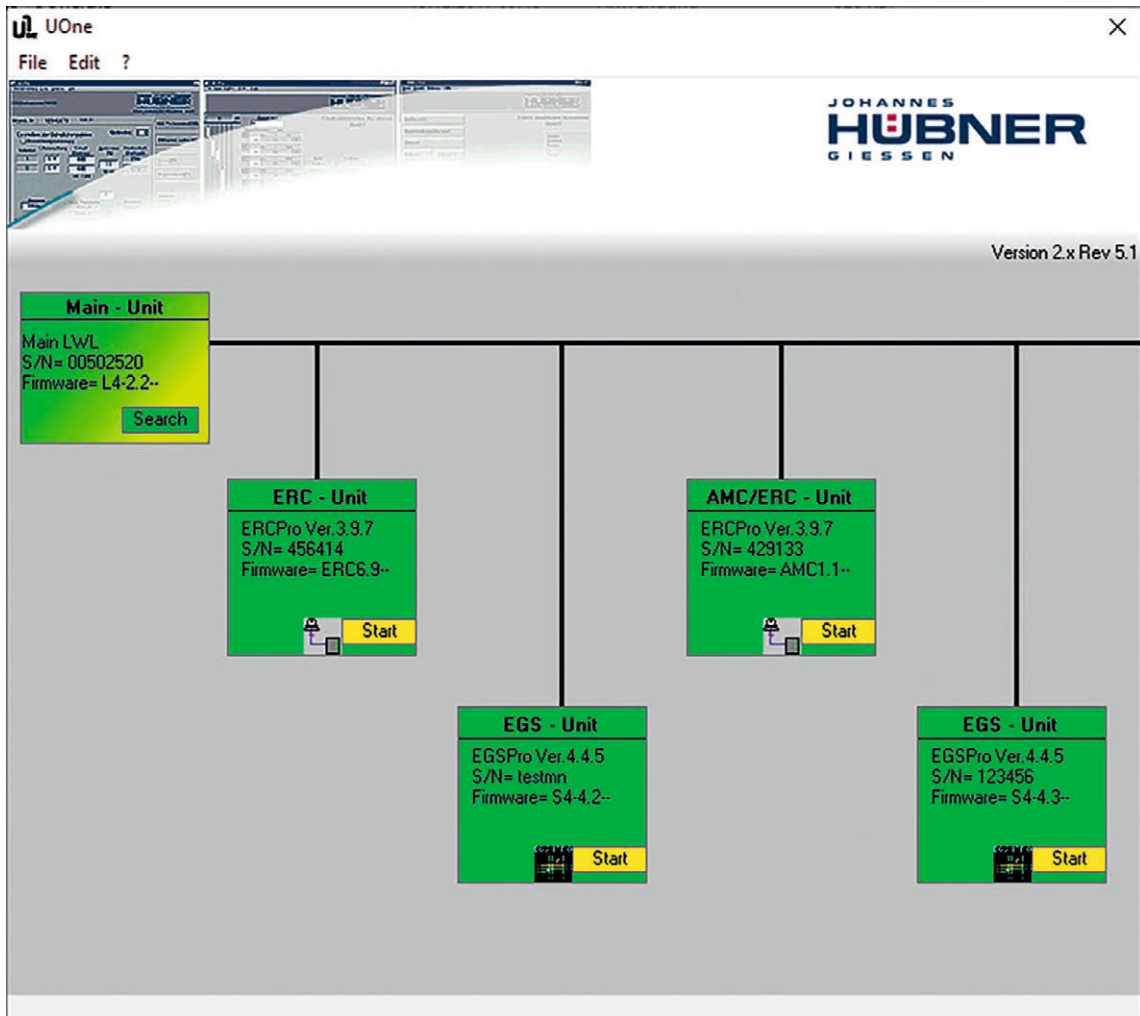 UOne
File Edit ?
JOHANNES
HÜBNER
GIESSEN
Version 2.x Rev 5.1
Main - Unit
Main LWL
S/N= 00502520
Firmware= L4-2.2--
Search
ERC - Unit
ERCPro Ver.3.9.7
S/N= 456414
Firmware= ERC6.9--
Start
AMC/ERC - Unit
ERCPro Ver.3.9.7
S/N= 429133
Firmware= AMC1.1--
Start
EGS - Unit
EGSPro Ver.4.4.5
S/N= testmn
Firmware= S4-4.2--
Start
EGS - Unit
EGSPro Ver.4.4.5
S/N= 123456
Firmware= S4-4.3--
Start